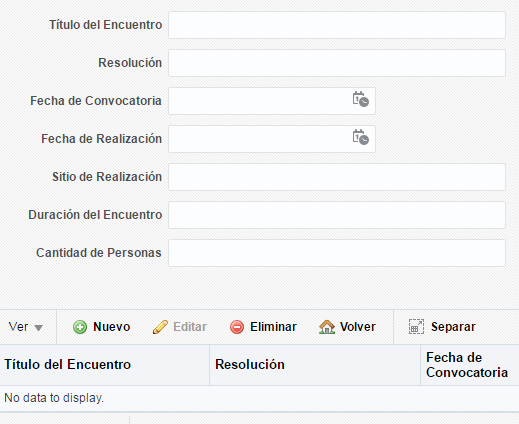 Título del Encuentro
Resolución
Fecha de Convocatoria
Fecha de Realización
Sitio de Realización
Duración del Encuentro
Cantidad de Personas
Ver Nuevo Editar Eliminar Volver Separar
Título del Encuentro Resolución Fecha de
Convocatoria
No data to display.